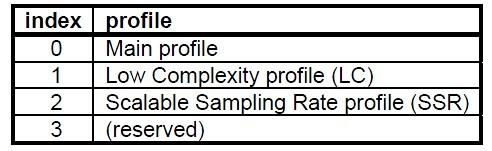 index profile
0 Main profile
1 Low Complexity profile (LC)
2 Scalable Sampling Rate profile (SSR)
3 (reserved)